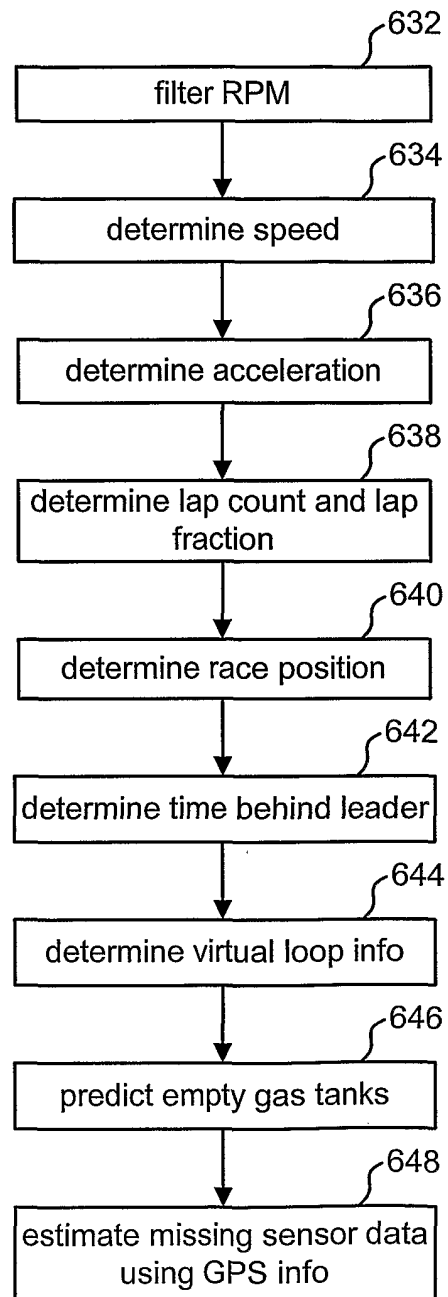 632
filter RPM
634
determine speed
636
determine acceleration
638
determine lap count and lap
fraction
640
determine race position
642
determine time behind leader
644
determine virtual loop info
646
predict empty gas tanks
648
estimate missing sensor data
using GPS info